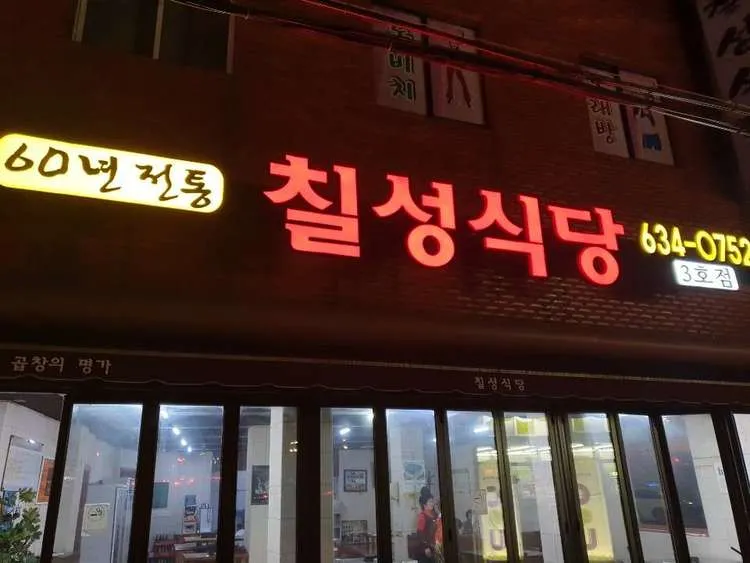 60년 전통
칠성식당
634-0752
3호점
곱창의 명가
칠성식당